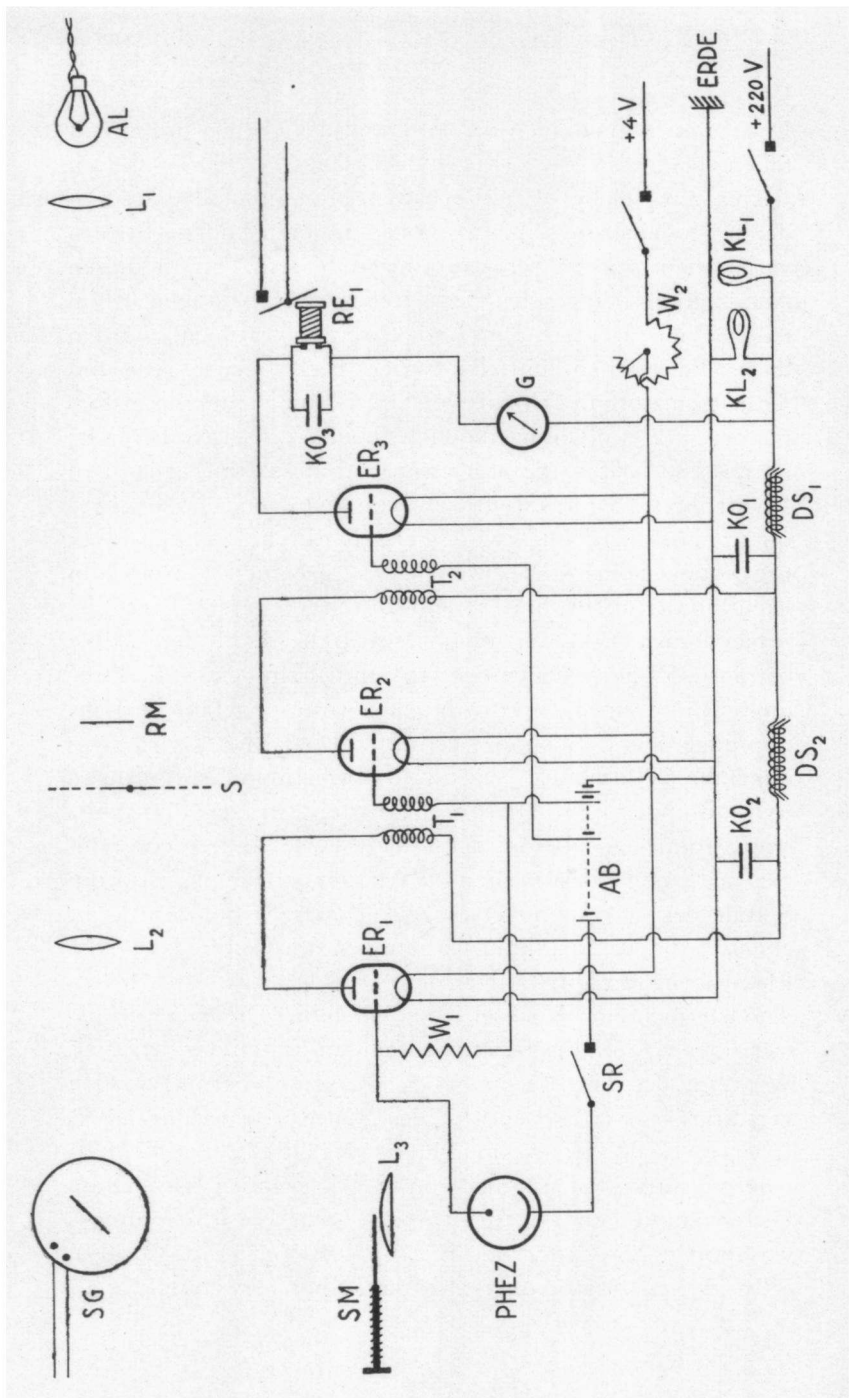 AL
L1
RM
S
L2
SG
RE1
KO3
G
ER3
T2
ER2
T1
ER1
W1
L3
SM
PHEZ
SR
AB
+4 V
W2
ERDE
+220 V
KL1
KL2
KO1
DS1
KO2
DS2